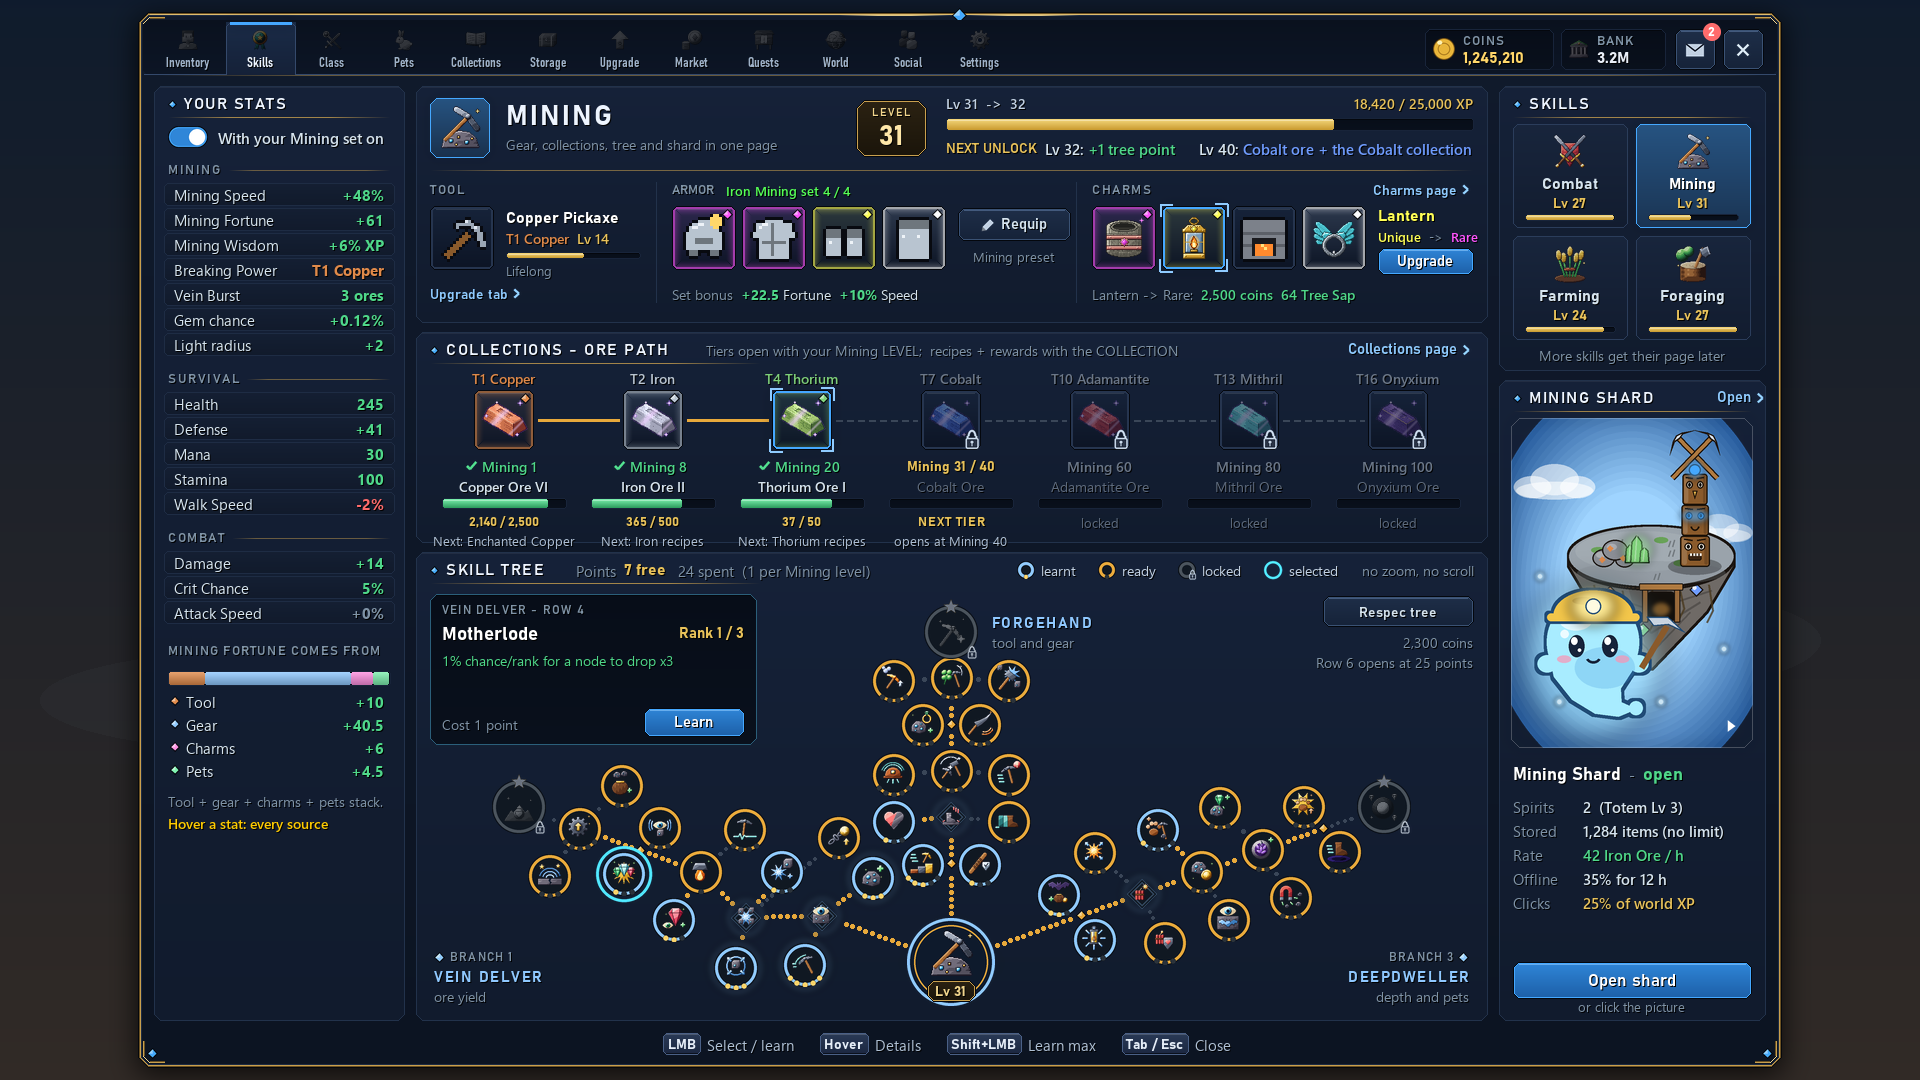 Inventory
Skills
Class
Pets
Collections
Storage
Upgrade
Market
Quests
World
Social
Settings
COINS
1,245,210
BANK
3.2M
2
YOUR STATS
With your Mining set on
MINING
Mining Speed +48%
Mining Fortune +61
Mining Wisdom +6% XP
Breaking Power T1 Copper
Vein Burst 3 ores
Gem chance +0.12%
Light radius +2
SURVIVAL
Health 245
Defense +41
Mana 30
Stamina 100
Walk Speed -2%
COMBAT
Damage +14
Crit Chance 5%
Attack Speed +0%
MINING FORTUNE COMES FROM
Tool +10
Gear +40.5
Charms +6
Pets +4.5
Tool + gear + charms + pets stack.
Hover a stat: every source
MINING
Gear, collections, tree and shard in one page
LEVEL
31
Lv 31 -> 32
18,420 / 25,000 XP
NEXT UNLOCK Lv 32: +1 tree point Lv 40: Cobalt ore + the Cobalt collection
TOOL
Copper Pickaxe
T1 Copper Lv 14
Lifelong
Upgrade tab >
ARMOR Iron Mining set 4 / 4
Requip
Mining preset
Set bonus +22.5 Fortune +10% Speed
CHARMS
Charms page >
Lantern
Unique -> Rare
Upgrade
Lantern -> Rare: 2,500 coins 64 Tree Sap
COLLECTIONS - ORE PATH
Tiers open with your Mining LEVEL; recipes + rewards with the COLLECTION
Collections page >
T1 Copper
Mining 1
Copper Ore VI
2,140 / 2,500
Next: Enchanted Copper
T2 Iron
Mining 8
Iron Ore II
365 / 500
Next: Iron recipes
T4 Thorium
Mining 20
Thorium Ore I
37 / 50
Next: Thorium recipes
T7 Cobalt
Mining 31 / 40
Cobalt Ore
NEXT TIER
opens at Mining 40
T10 Adamantite
Mining 60
Adamantite Ore
locked
T13 Mithril
Mining 80
Mithril Ore
locked
T16 Onyxium
Mining 100
Onyxium Ore
locked
SKILL TREE
Points 7 free 24 spent (1 per Mining level)
learnt
ready
locked
selected
no zoom, no scroll
VEIN DELVER - ROW 4
Motherlode
Rank 1 / 3
1% chance/rank for a node to drop x3
Cost 1 point
Learn
FORGEHAND
tool and gear
Respec tree
2,300 coins
Row 6 opens at 25 points
BRANCH 1
VEIN DELVER
ore yield
Lv 31
BRANCH 3
DEEPDWELLER
depth and pets
SKILLS
Combat
Lv 27
Mining
Lv 31
Farming
Lv 24
Foraging
Lv 27
More skills get their page later
MINING SHARD
Open >
Mining Shard - open
Spirits 2 (Totem Lv 3)
Stored 1,284 items (no limit)
Rate 42 Iron Ore / h
Offline 35% for 12 h
Clicks 25% of world XP
Open shard
or click the picture
LMB Select / learn
Hover Details
Shift+LMB Learn max
Tab / Esc Close